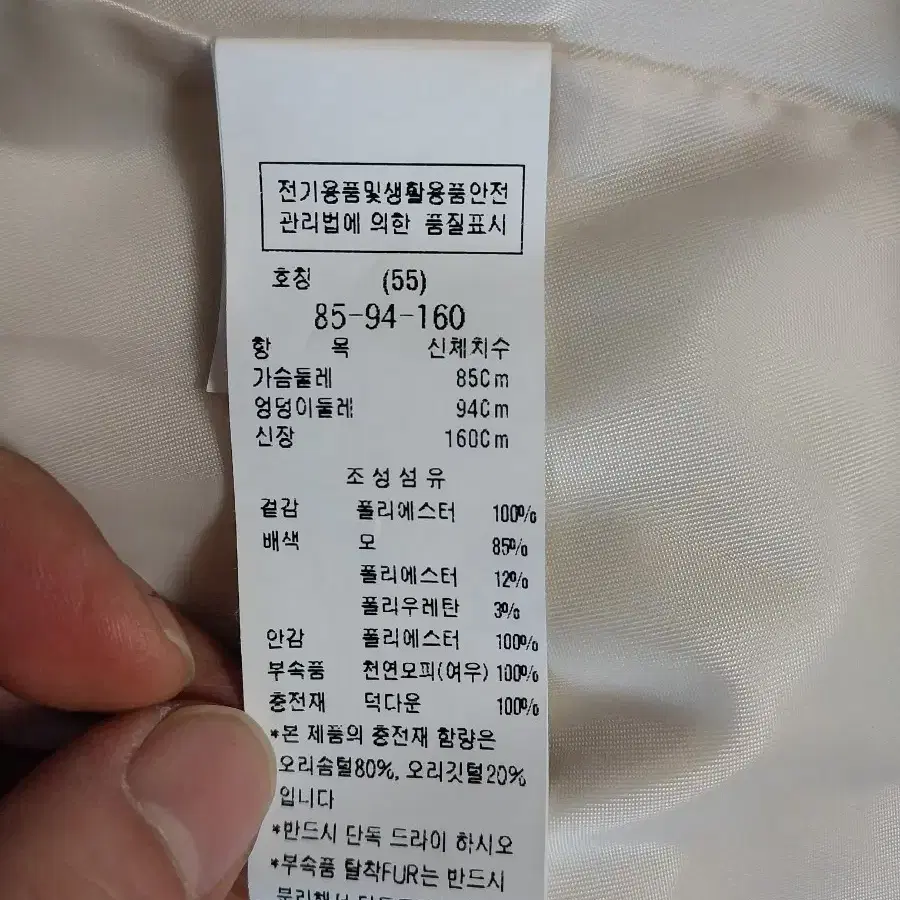 전기용품및생활용품안전
관리법에 의한 품질표시
호칭 (55)
85-94-160
항 목 신체치수
가슴둘레 85Cm
엉덩이둘레 94Cm
신장 160Cm
조성섬유
겉감 폴리에스터 100%
배색 모 85%
폴리에스터 12%
폴리우레탄 3%
안감 폴리에스터 100%
부속품 천연모피(여우) 100%
충전재 덕다운 100%
*본 제품의 충전재 함량은
오리솜털80%, 오리깃털20%
입니다
*반드시 단독 드라이 하시오
*부속품 탈착FUR는 반드시